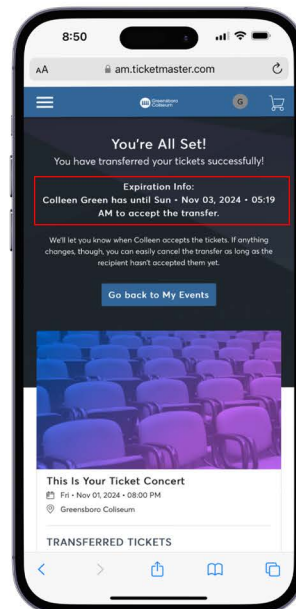 8:50
AA am.ticketmaster.com
Greensboro
Coliseum
G
You're All Set!
You have transferred your tickets successfully!
Expiration Info:
Colleen Green has until Sun • Nov 03, 2024 • 05:19
AM to accept the transfer.
We'll let you know when Colleen accepts the tickets. If anything
changes, though, you can easily cancel the transfer as long as the
recipient hasn't accepted them yet.
Go back to My Events
This Is Your Ticket Concert
Fri • Nov 01, 2024 • 08:00 PM
Greensboro Coliseum
TRANSFERRED TICKETS